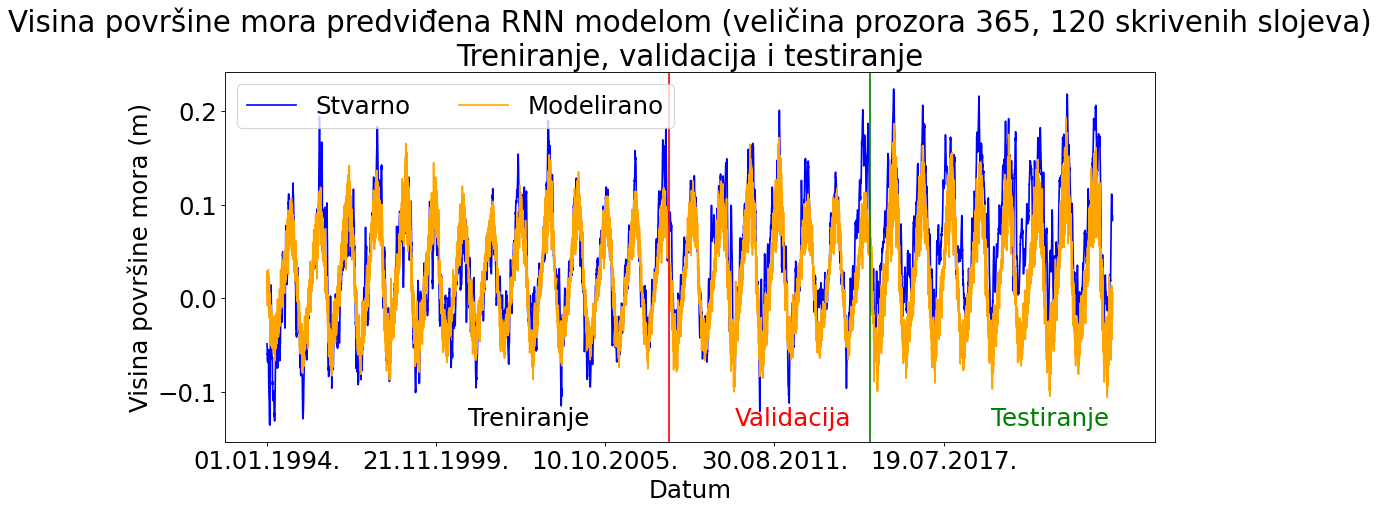 Visina površine mora predviđena RNN modelom (veličina prozora 365, 120 skrivenih slojeva)
Treniranje, validacija i testiranje
Stvarno
Modelirano
Visina površine mora (m)
0.2
0.1
0.0
−0.1
Treniranje
Validacija
Testiranje
01.01.1994.
21.11.1999.
10.10.2005.
30.08.2011.
19.07.2017.
Datum